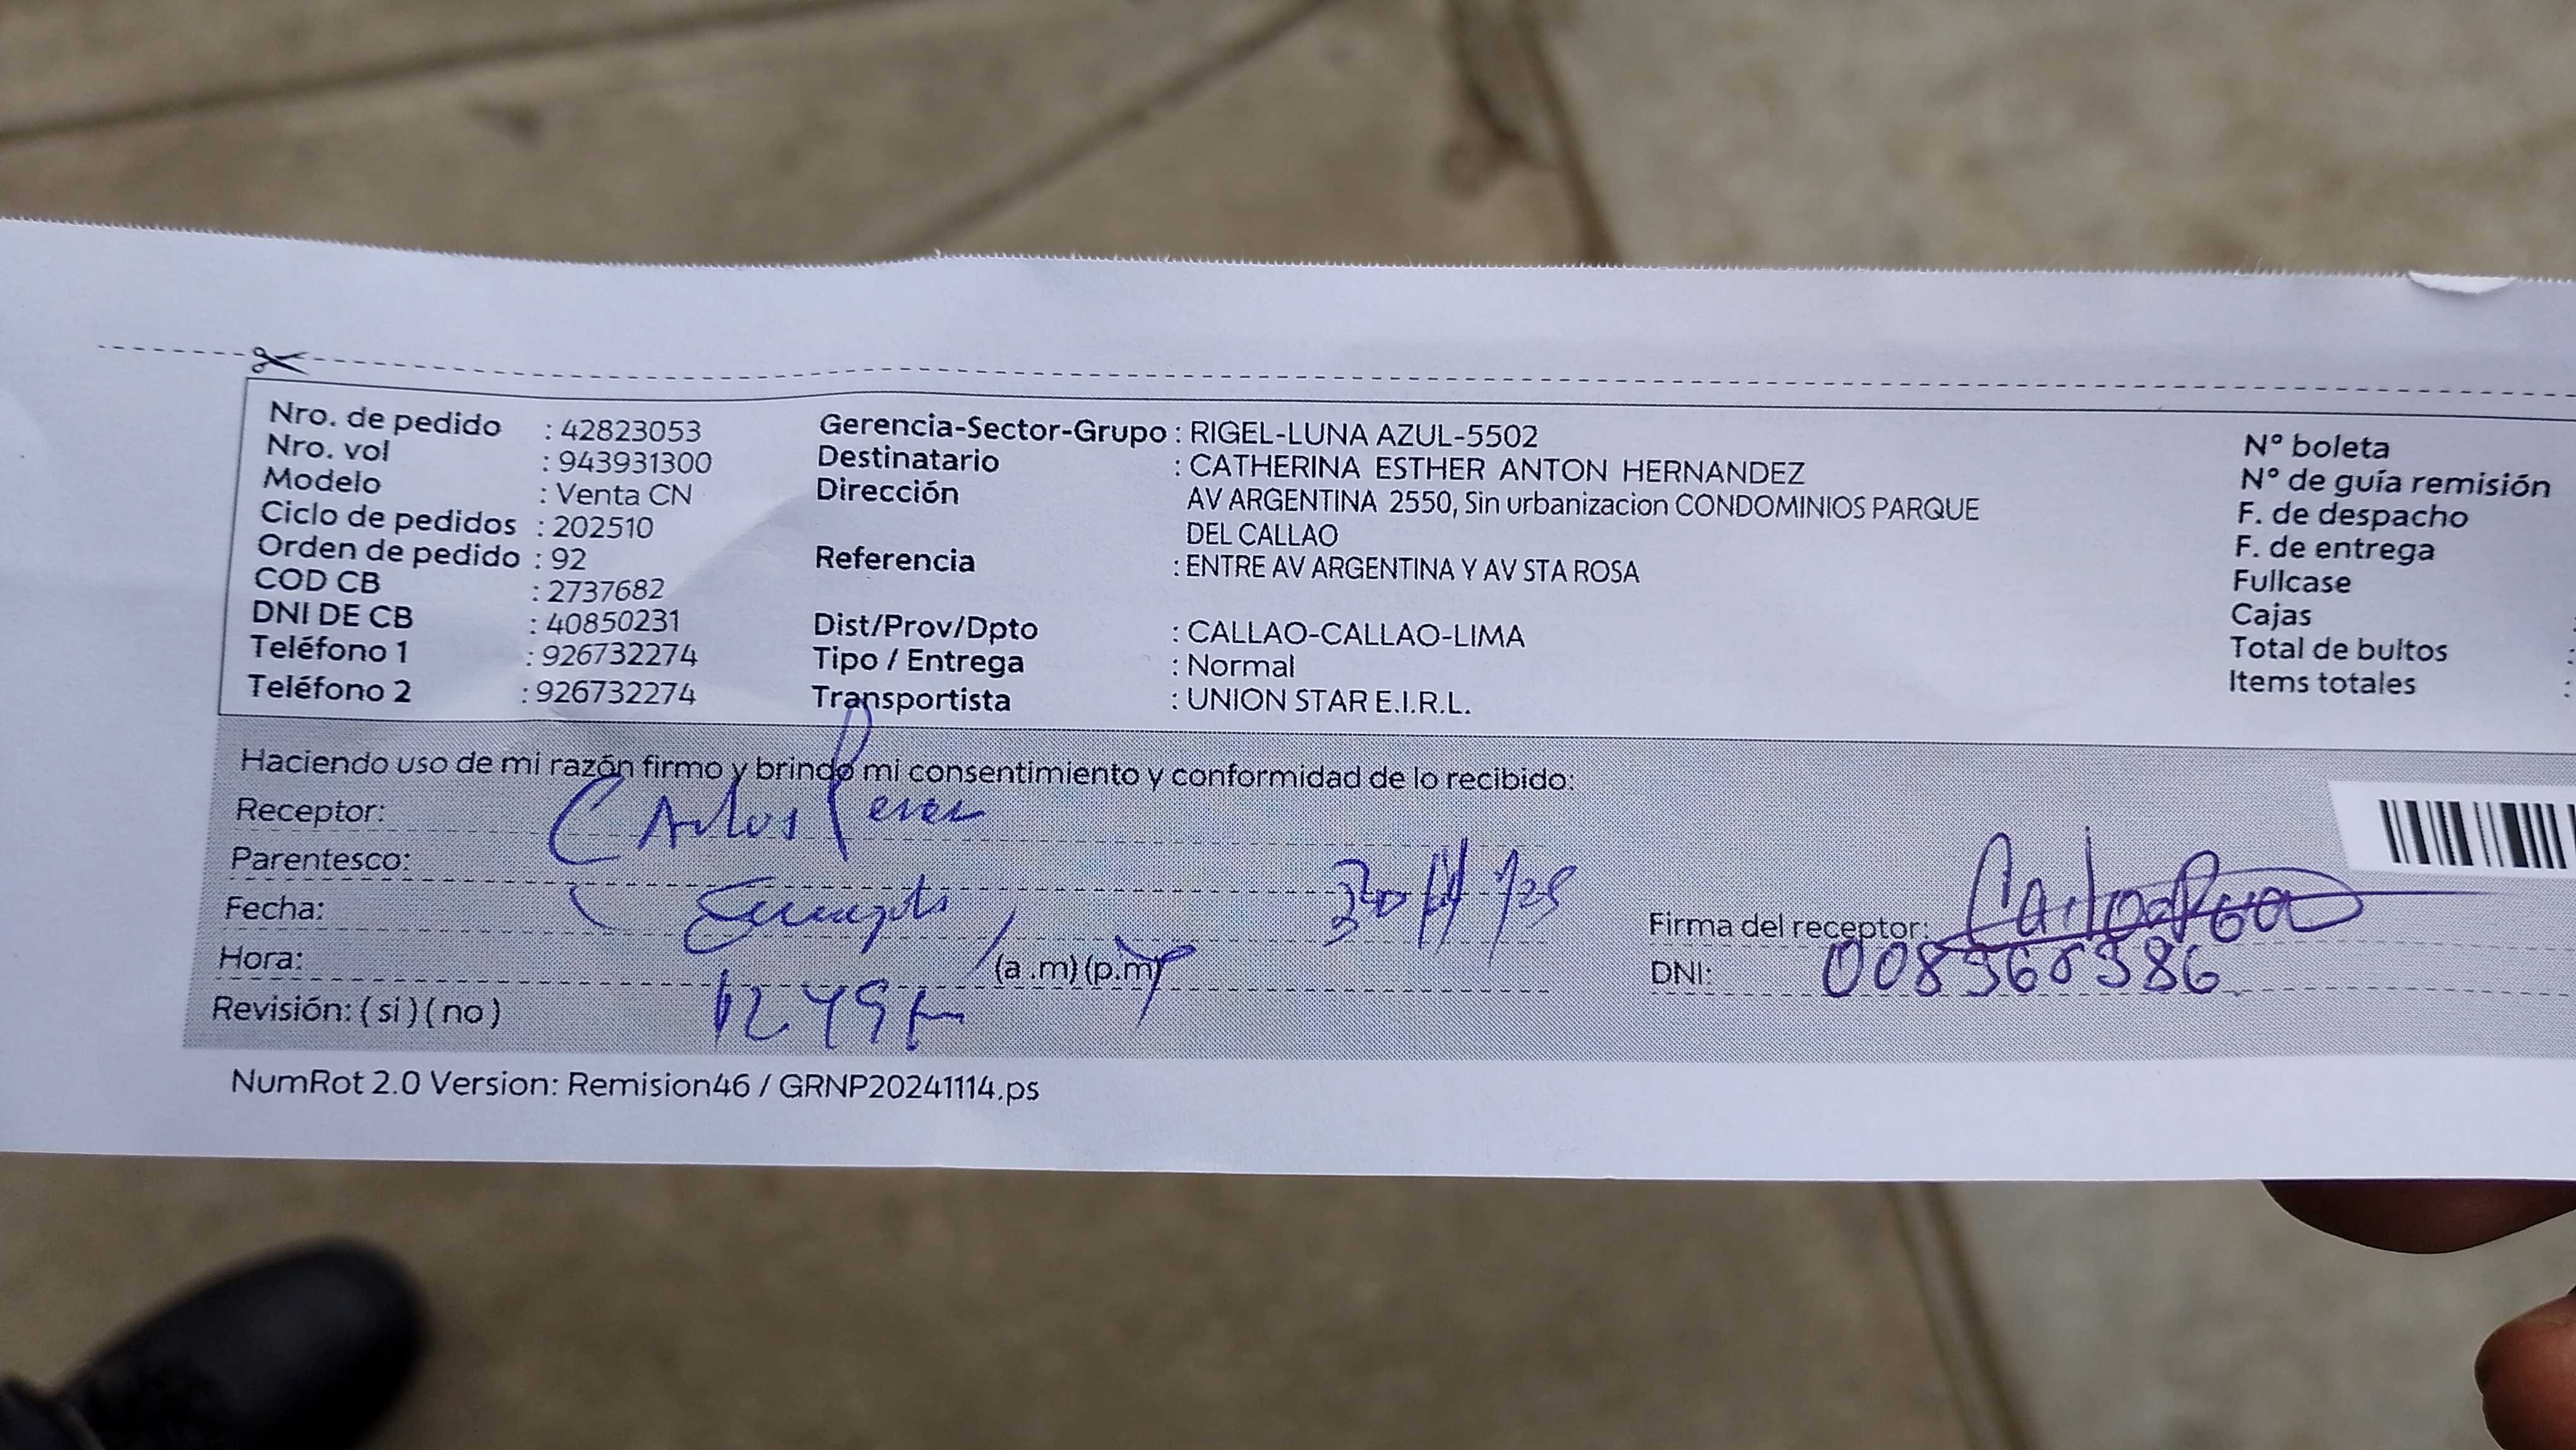 Nro. de pedido : 42823053
Nro. vol : 943931300
Modelo : Venta CN
Ciclo de pedidos : 202510
Orden de pedido : 92
COD CB : 2737682
DNI DE CB : 40850231
Teléfono 1 : 926732274
Teléfono 2 : 926732274
Gerencia-Sector-Grupo : RIGEL-LUNA AZUL-5502
Destinatario : CATHERINA ESTHER ANTON HERNANDEZ
Dirección AV ARGENTINA 2550, Sin urbanizacion CONDOMINIOS PARQUE
DEL CALLAO
Referencia : ENTRE AV ARGENTINA Y AV STA ROSA
Dist/Prov/Dpto : CALLAO-CALLAO-LIMA
Tipo / Entrega : Normal
Transportista : UNION STAR E.I.R.L.
Nº boleta
Nº de guía remisión
F. de despacho
F. de entrega
Fullcase
Cajas :
Total de bultos :
Items totales :
Haciendo uso de mi razón firmo y brindo mi consentimiento y conformidad de lo recibido:
Receptor: Carlos Perez
Parentesco:
Fecha:
Hora: (a .m) (p.m)
Revisión: ( si ) ( no )
Firma del receptor:
DNI:
NumRot 2.0 Version: Remision46 / GRNP20241114.ps